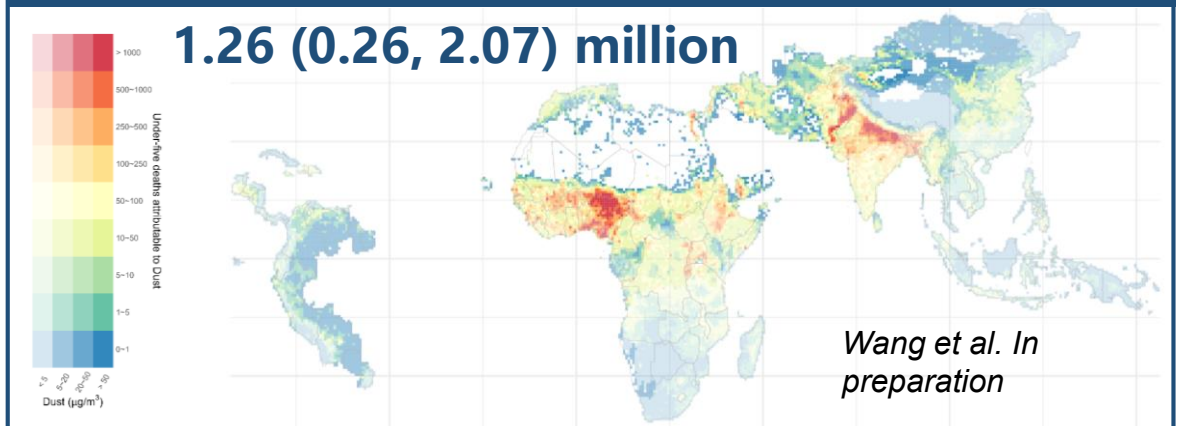 1.26 (0.26, 2.07) million
> 1000
500−1000
250−500
100−250
50−100
10−50
5−10
1−5
0−1
Under−five deaths attributable to Dust
< 5
5−20
20−50
> 50
Dust (μg/m³)
Wang et al. In
preparation